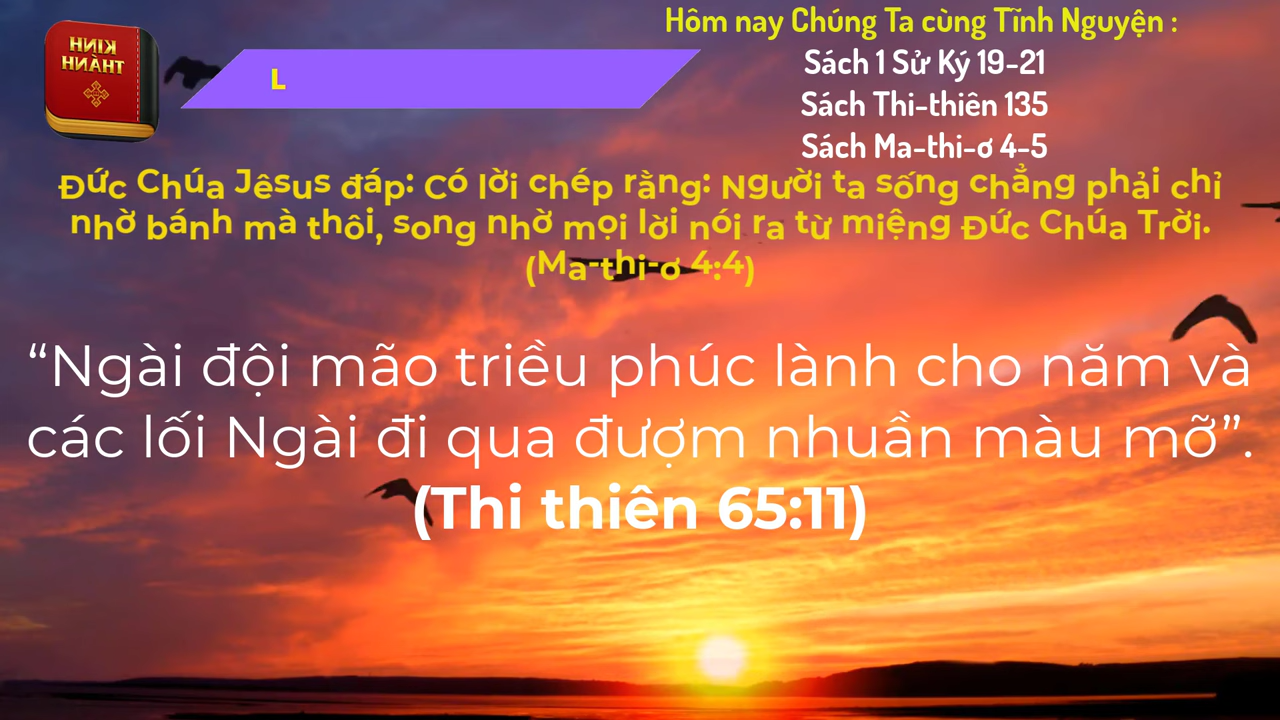 KINH
THÁNH
L
Hôm nay Chúng Ta cùng Tĩnh Nguyện :
Sách 1 Sử Ký 19-21
Sách Thi-thiên 135
Sách Ma-thi-ơ 4-5
Đức Chúa Jêsus đáp: Có lời chép rằng: Người ta sống chẳng phải chỉ
nhờ bánh mà thôi, song nhờ mọi lời nói ra từ miệng Đức Chúa Trời.
(Ma-thi-ơ 4:4)
“Ngài đội mão triều phúc lành cho năm và
các lối Ngài đi qua đượm nhuần màu mỡ”.
(Thi thiên 65:11)